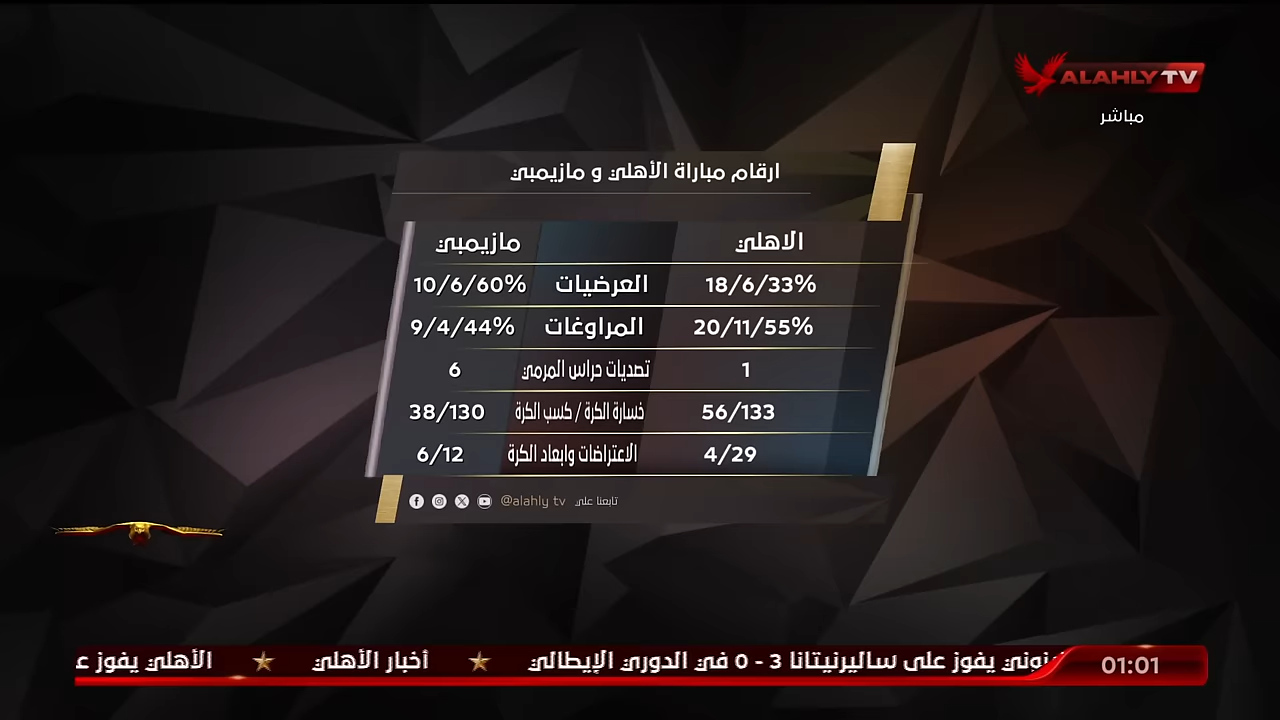 ALAHLY TV
مباشر
ارقام مباراة الأهلي و مازيمبي
الاهلي مازيمبي
18/6/33% العرضيات 10/6/60%
20/11/55% المراوغات 9/4/44%
1 تصديات حراس المرمي 6
56/133 خسارة الكرة / كسب الكرة 38/130
4/29 الاعتراضات وابعاد الكرة 6/12
تابعنا علي @alahly tv
01:01
يفوز على ساليرنيتانا 3 - 0 في الدوري الإيطالي ★ أخبار الأهلي ★ الأهلي يفوز